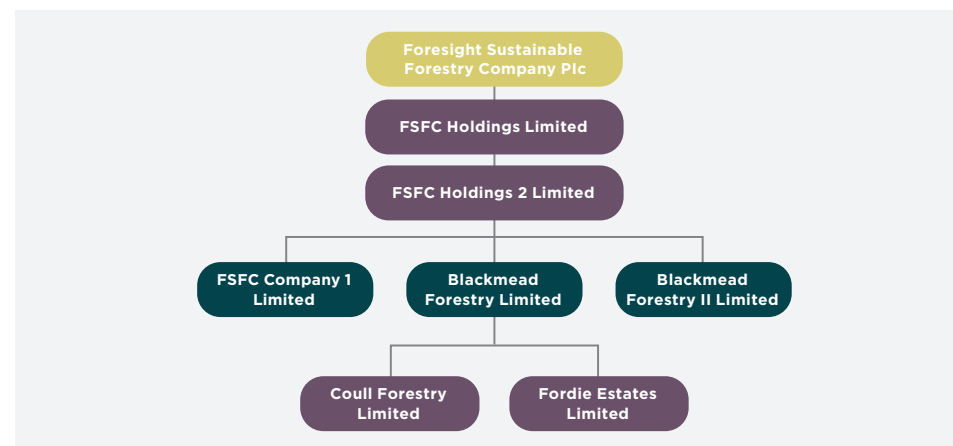 Foresight Sustainable
Forestry Company Plc
FSFC Holdings Limited
FSFC Holdings 2 Limited
FSFC Company 1
Limited
Blackmead
Forestry Limited
Blackmead
Forestry II Limited
Coull Forestry
Limited
Fordie Estates
Limited